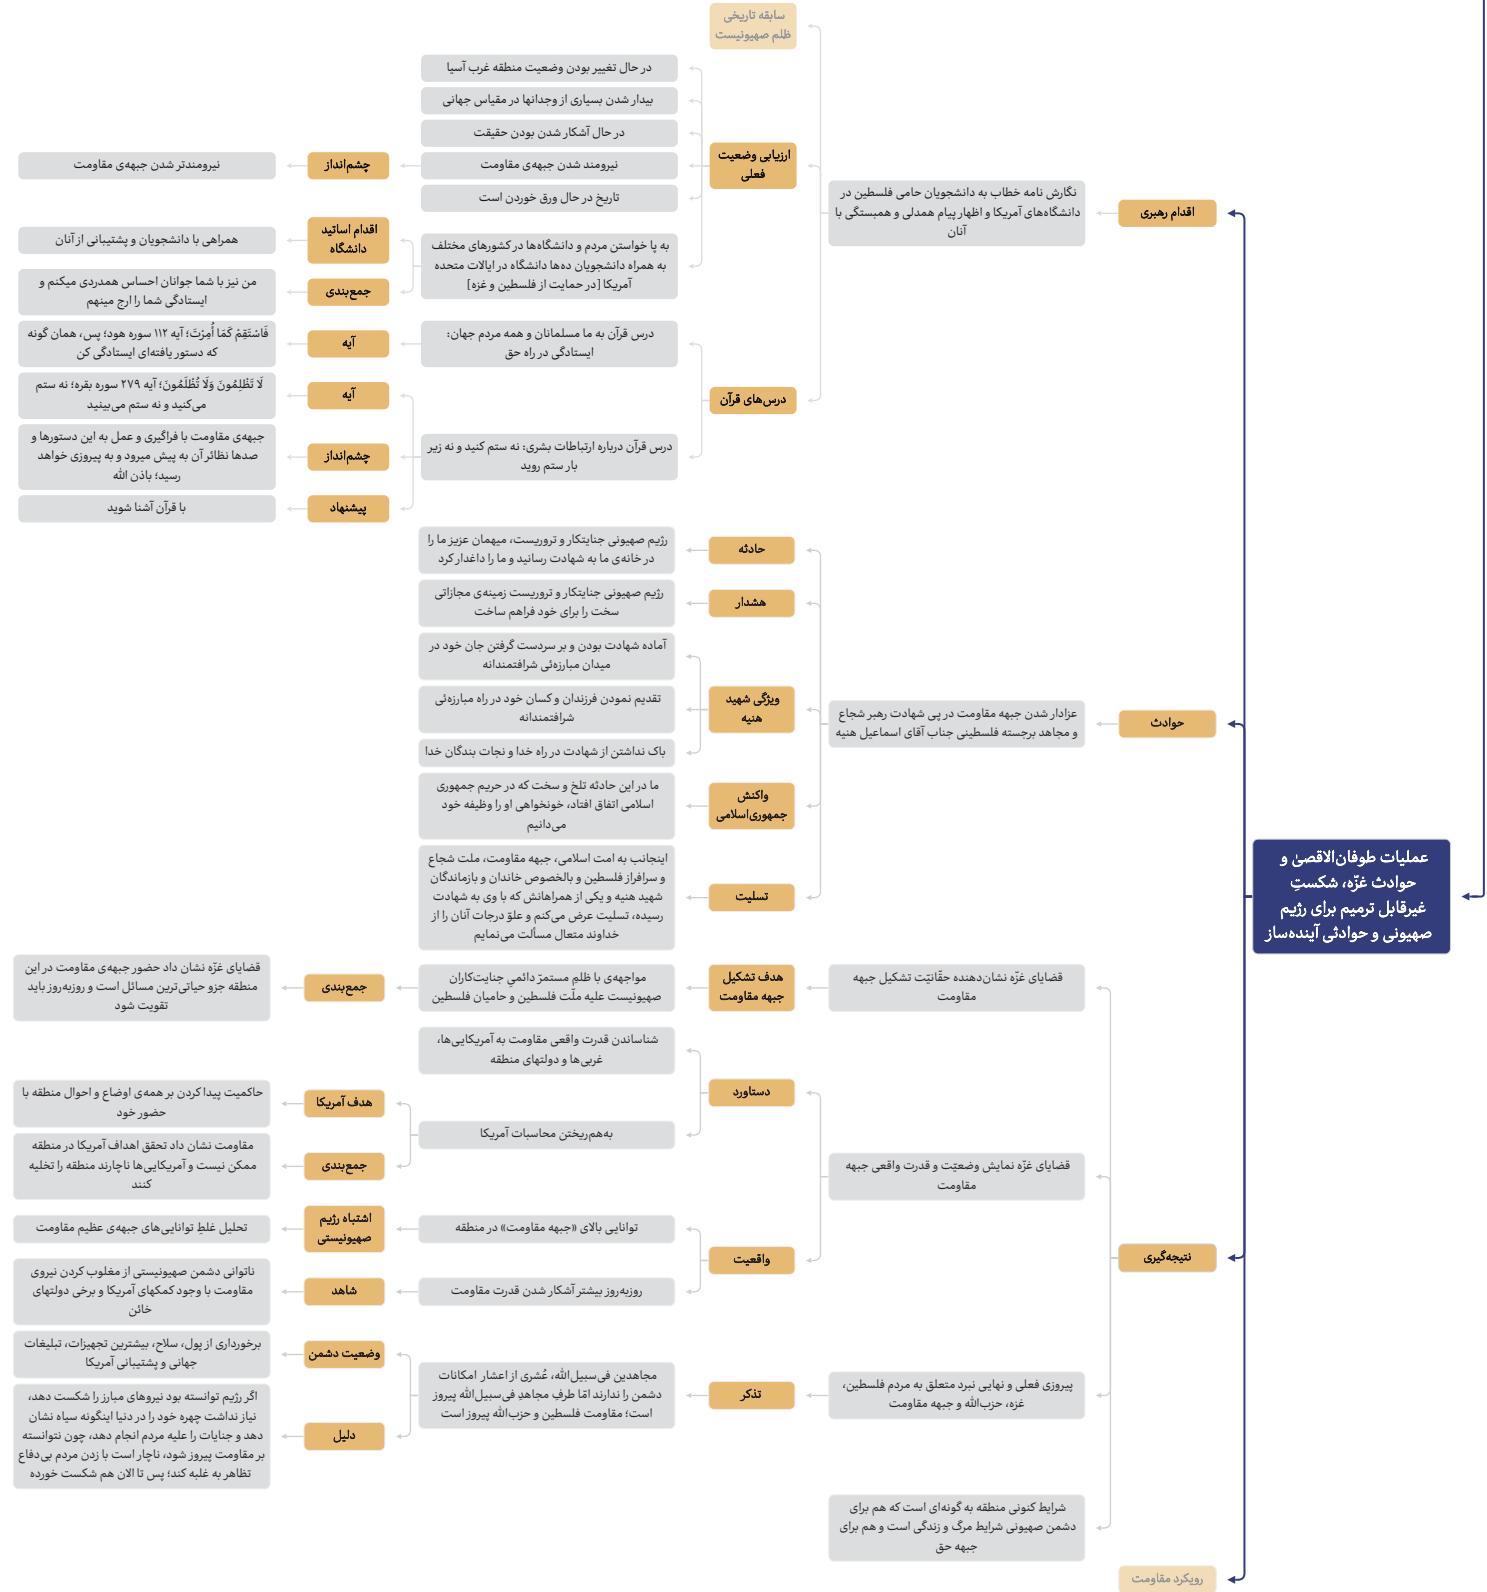 عملیات طوفان‌الاقصیٰ و
حوادث غزّه، شکستِ
غیرقابل ترمیم برای رژیم
صهیونی و حوادثی آینده‌ساز
اقدام رهبری
نگارش نامه خطاب به دانشجویان حامی فلسطین در
دانشگاه‌های آمریکا و اظهار پیام همدلی و همبستگی با
آنان
سابقه تاریخی
ظلم صهیونیست
ارزیابی وضعیت
فعلی
در حال تغییر بودن وضعیت منطقه غرب آسیا
بیدار شدن بسیاری از وجدانها در مقیاس جهانی
در حال آشکار شدن بودن حقیقت
نیرومند شدن جبهه‌ی مقاومت
چشم‌انداز
نیرومندتر شدن جبهه‌ی مقاومت
تاریخ در حال ورق خوردن است
به پا خواستن مردم و دانشگاه‌ها در کشورهای مختلف
به همراه دانشجویان ده‌ها دانشگاه در ایالات متحده
آمریکا [در حمایت از فلسطین و غزه]
اقدام اساتید
دانشگاه
همراهی با دانشجویان و پشتیبانی از آنان
جمع‌بندی
من نیز با شما جوانان احساس همدردی میکنم و
ایستادگی شما را ارج مینهم
درس‌های قرآن
درس قرآن به ما مسلمانان و همه مردم جهان:
ایستادگی در راه حق
آیه
فَاسْتَقِمْ كَمَا أُمِرْتَ؛ آیه ۱۱۲ سوره هود؛ پس، همان گونه
که دستور یافته‌ای ایستادگی کن
درس قرآن درباره ارتباطات بشری: نه ستم کنید و نه زیر
بار ستم روید
آیه
لَا تَظْلِمُونَ وَلَا تُظْلَمُونَ؛ آیه ۲۷۹ سوره بقره؛ نه ستم
می‌کنید و نه ستم می‌بینید
چشم‌انداز
جبهه‌ی مقاومت با فراگیری و عمل به این دستورها و
صدها نظائر آن به پیش میرود و به پیروزی خواهد
رسید؛ باذن الله
پیشنهاد
با قرآن آشنا شوید
حوادث
عزادار شدن جبهه مقاومت در پی شهادت رهبر شجاع
و مجاهد برجسته فلسطینی جناب آقای اسماعیل هنیه
حادثه
رژیم صهیونی جنایتکار و تروریست، میهمان عزیز ما را
در خانه‌ی ما به شهادت رسانید و ما را داغدار کرد
هشدار
رژیم صهیونی جنایتکار و تروریست زمینه‌ی مجازاتی
سخت را برای خود فراهم ساخت
ویژگی شهید
هنیه
آماده شهادت بودن و بر سردست گرفتن جان خود در
میدان مبارزه‌ئی شرافتمندانه
تقدیم نمودن فرزندان و کسان خود در راه مبارزه‌ئی
شرافتمندانه
باک نداشتن از شهادت در راه خدا و نجات بندگان خدا
واکنش
جمهوری‌اسلامی
ما در این حادثه تلخ و سخت که در حریم جمهوری
اسلامی اتفاق افتاد، خونخواهی او را وظیفه خود
می‌دانیم
تسلیت
اینجانب به امت اسلامی، جبهه مقاومت، ملت شجاع
و سرافراز فلسطین و بالخصوص خاندان و بازماندگان
شهید هنیه و یکی از همراهانش که با وی به شهادت
رسیده، تسلیت عرض می‌کنم و علوّ درجات آنان را از
خداوند متعال مسألت می‌نمایم
نتیجه‌گیری
قضایای غزّه نشان‌دهنده حقّانیّت تشکیل جبهه
مقاومت
هدف تشکیل
جبهه مقاومت
مواجهه‌ی با ظلمِ مستمرّ دائميِ جنایت‌کاران
صهیونیست علیه ملّت فلسطین و حامیان فلسطین
جمع‌بندی
قضایای غزّه نشان داد حضور جبهه‌ی مقاومت در این
منطقه جزو حیاتی‌ترین مسائل است و روزبه‌روز باید
تقویت شود
قضایای غزّه نمایش وضعیّت و قدرت واقعی جبهه
مقاومت
دستاورد
شناساندن قدرت واقعی مقاومت به آمریکایی‌ها،
غربی‌ها و دولتهای منطقه
به‌هم‌ریختن محاسبات آمریکا
هدف آمریکا
حاکمیت پیدا کردن بر همه‌ی اوضاع و احوال منطقه با
حضور خود
جمع‌بندی
مقاومت نشان داد تحقق اهداف آمریکا در منطقه
ممکن نیست و آمریکایی‌ها ناچارند منطقه را تخلیه
کنند
واقعیت
توانایی بالای «جبهه مقاومت» در منطقه
اشتباه رژیم
صهیونیستی
تحلیل غلطِ توانایی‌های جبهه‌ی عظیم مقاومت
روزبه‌روز بیشتر آشکار شدن قدرت مقاومت
شاهد
ناتوانی دشمن صهیونیستی از مغلوب کردن نیروی
مقاومت با وجود کمکهای آمریکا و برخی دولتهای
خائن
پیروزی فعلی و نهایی نبرد متعلق به مردم فلسطین،
غزه، حزب‌الله و جبهه مقاومت
تذکر
مجاهدین فی‌سبیل‌الله، عُشری از اعشار امکانات
دشمن را ندارند امّا طرفِ مجاهدِ فی‌سبیل‌الله پیروز
است؛ مقاومت فلسطین و حزب‌الله پیروز است
وضعیت دشمن
برخورداری از پول، سلاح، بیشترین تجهیزات، تبلیغات
جهانی و پشتیبانی آمریکا
دلیل
اگر رژیم توانسته بود نیروهای مبارز را شکست دهد،
نیاز نداشت چهره خود را در دنیا اینگونه سیاه نشان
دهد و جنایات را علیه مردم انجام دهد، چون نتوانسته
بر مقاومت پیروز شود، ناچار است با زدن مردم بی‌دفاع
تظاهر به غلبه کند؛ پس تا الان هم شکست خورده
شرایط کنونی منطقه به گونه‌ای است که هم برای
دشمن صهیونی شرایط مرگ و زندگی است و هم برای
جبهه حق
رویکرد مقاومت